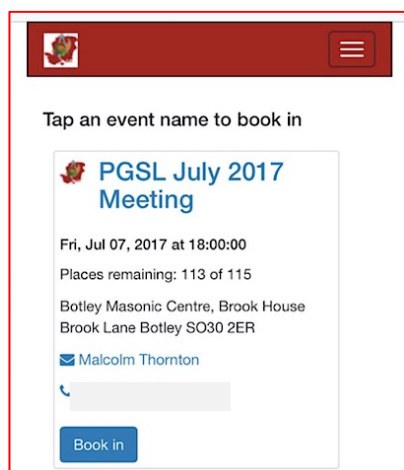 Tap an event name to book in
PGSL July 2017
Meeting
Fri, Jul 07, 2017 at 18:00:00
Places remaining: 113 of 115
Botley Masonic Centre, Brook House
Brook Lane Botley SO30 2ER
Malcolm Thornton
Book in